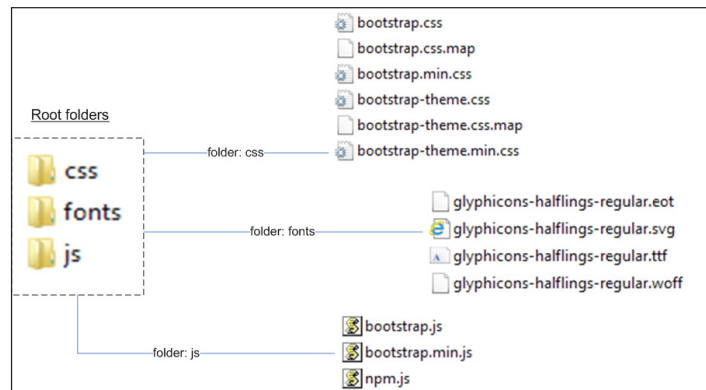 bootstrap.css
bootstrap.css.map
bootstrap.min.css
bootstrap-theme.css
bootstrap-theme.css.map
bootstrap-theme.min.css
Root folders
css
fonts
js
folder: css
folder: fonts
glyphicons-halflings-regular.eot
glyphicons-halflings-regular.svg
glyphicons-halflings-regular.ttf
glyphicons-halflings-regular.woff
folder: js
bootstrap.js
bootstrap.min.js
npm.js